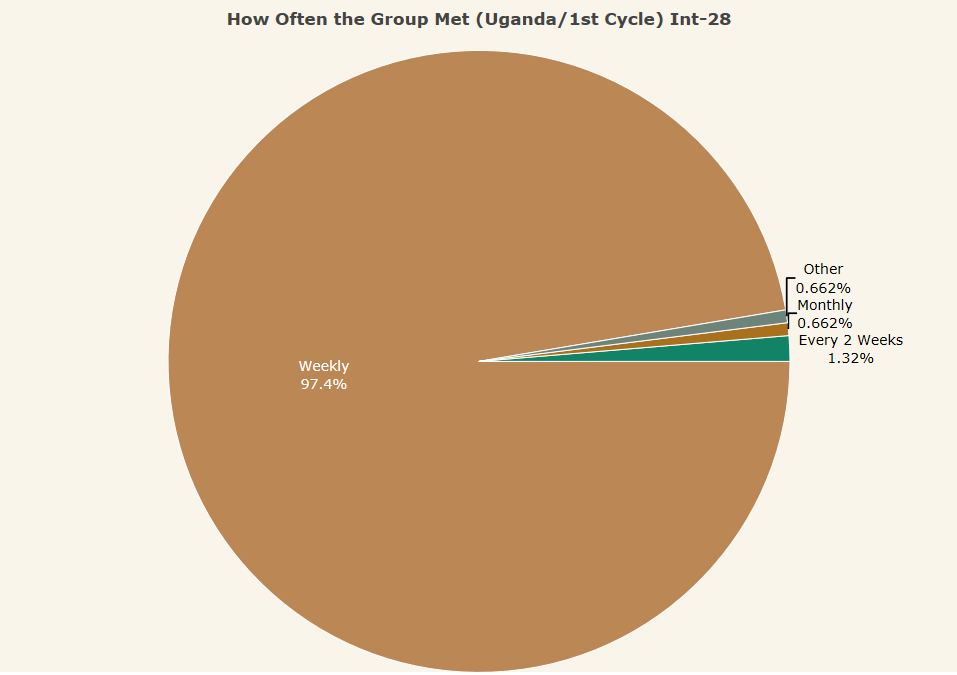 How Often the Group Met (Uganda/1st Cycle) Int-28
Other
0.662%
Monthly
0.662%
Every 2 Weeks
1.32%
Weekly
97.4%